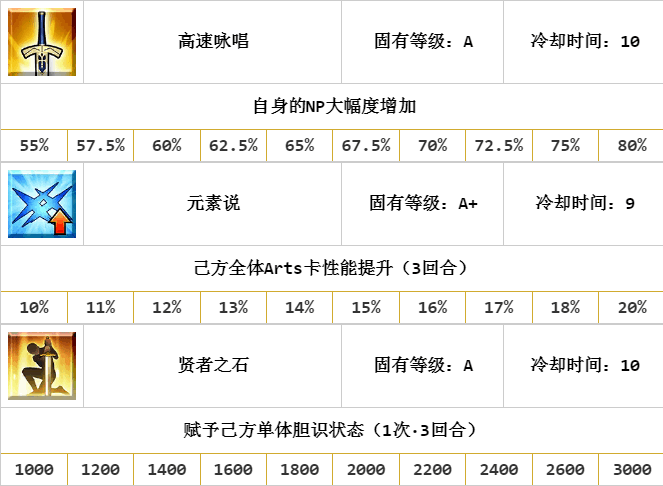 高速咏唱 固有等级：A 冷却时间：10
自身的NP大幅度增加
55% 57.5% 60% 62.5% 65% 67.5% 70% 72.5% 75% 80%
元素说 固有等级：A+ 冷却时间：9
己方全体Arts卡性能提升（3回合）
10% 11% 12% 13% 14% 15% 16% 17% 18% 20%
贤者之石 固有等级：A 冷却时间：10
赋予己方单体胆识状态（1次·3回合）
1000 1200 1400 1600 1800 2000 2200 2400 2600 3000